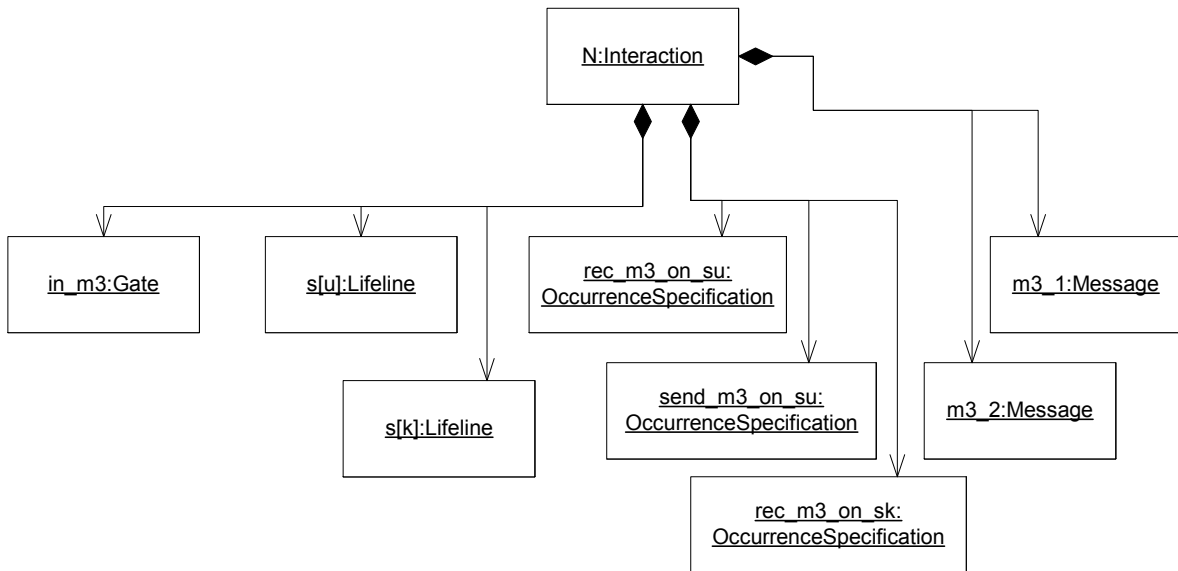 N:Interaction
in_m3:Gate
s[u]:Lifeline
rec_m3_on_su:
OccurrenceSpecification
m3_1:Message
s[k]:Lifeline
send_m3_on_su:
OccurrenceSpecification
m3_2:Message
rec_m3_on_sk:
OccurrenceSpecification